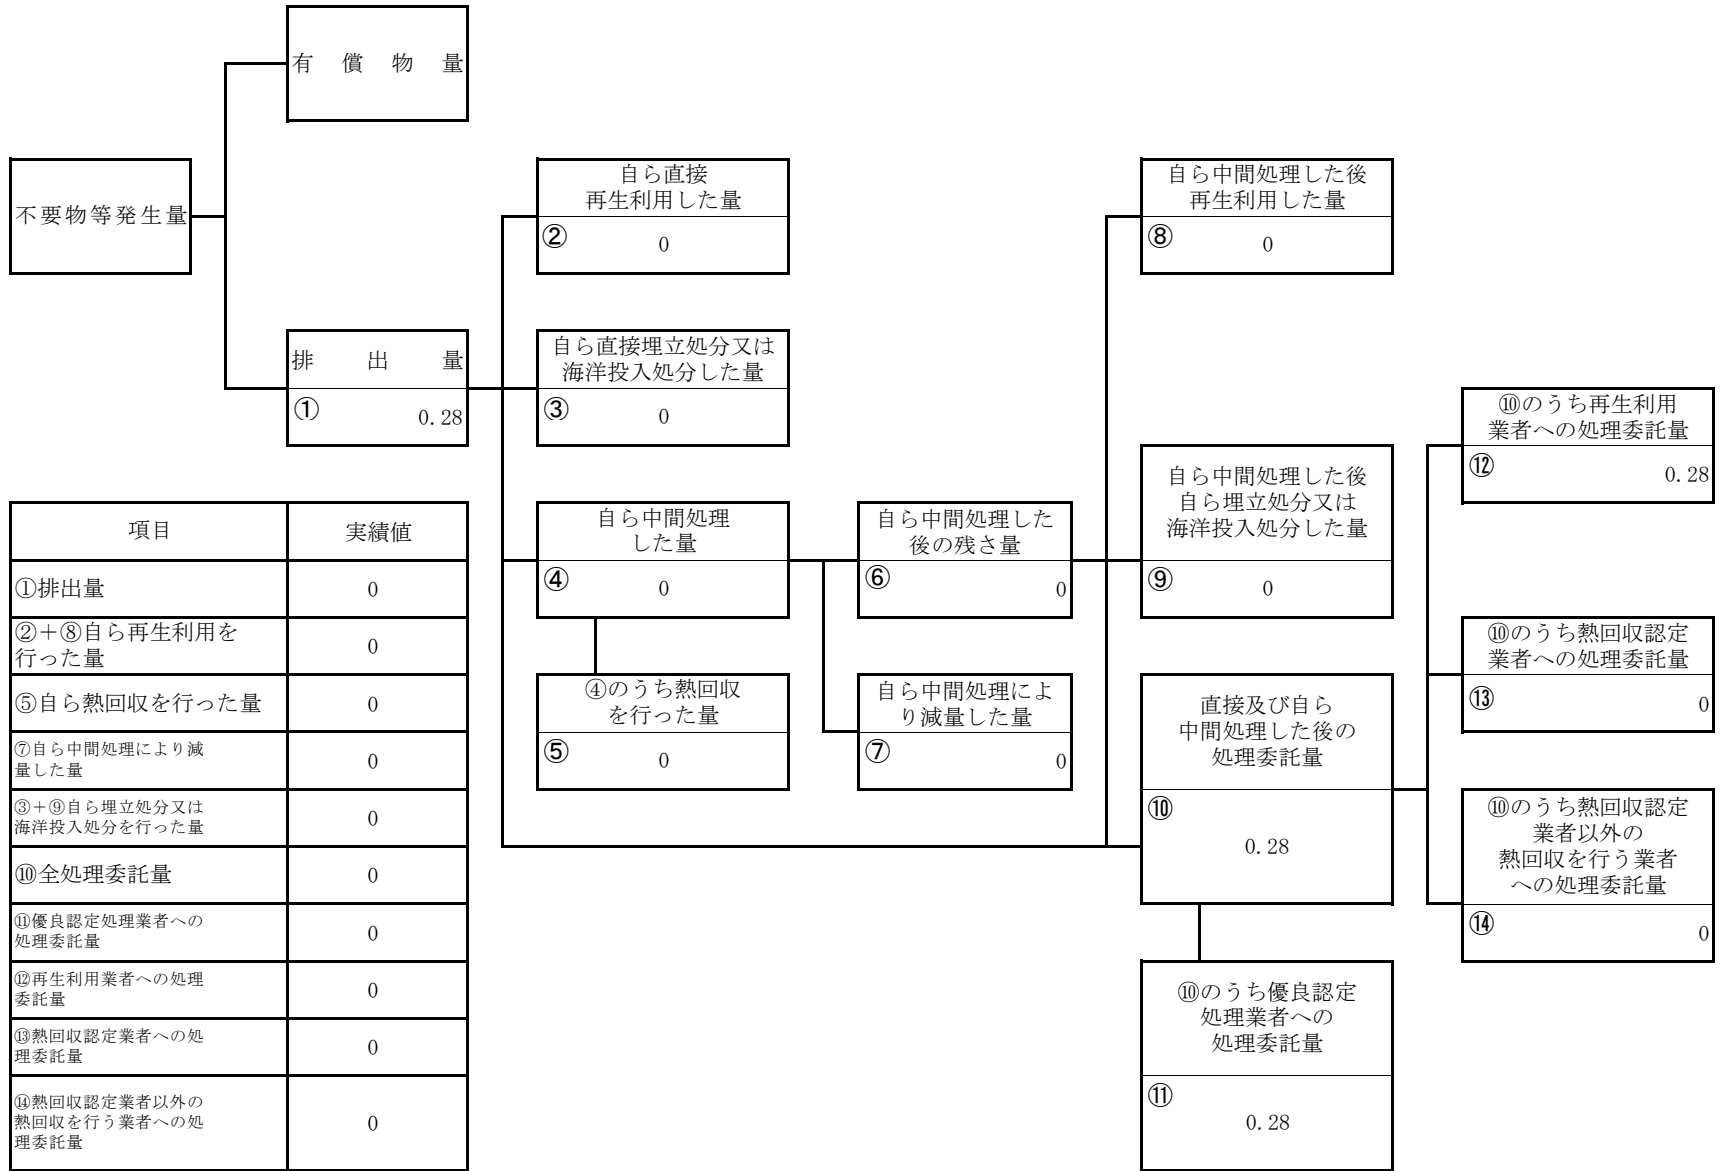 有償物量
不要物等発生量
排出量
①
0.28
自ら直接
再生利用した量
②
0
自ら直接埋立処分又は
海洋投入処分した量
③
0
自ら中間処理
した量
④
0
④のうち熱回収
を行った量
⑤
0
自ら中間処理した
後の残さ量
⑥
0
自ら中間処理によ
り減量した量
⑦
0
自ら中間処理した後
再生利用した量
⑧
0
自ら中間処理した後
自ら埋立処分又は
海洋投入処分した量
⑨
0
直接及び自ら
中間処理した後の
処理委託量
⑩
0.28
⑩のうち優良認定
処理業者への
処理委託量
⑪
0.28
⑩のうち再生利用
業者への処理委託量
⑫
0.28
⑩のうち熱回収認定
業者への処理委託量
⑬
0
⑩のうち熱回収認定
業者以外の
熱回収を行う業者
への処理委託量
⑭
0
項目 実績値
①排出量 0
②+⑧自ら再生利用を
行った量 0
⑤自ら熱回収を行った量 0
⑦自ら中間処理により減
量した量 0
③+⑨自ら埋立処分又は
海洋投入処分を行った量 0
⑩全処理委託量 0
⑪優良認定処理業者への
処理委託量 0
⑫再生利用業者への処理
委託量 0
⑬熱回収認定業者への処
理委託量 0
⑭熱回収認定業者以外の
熱回収を行う業者への処
理委託量 0